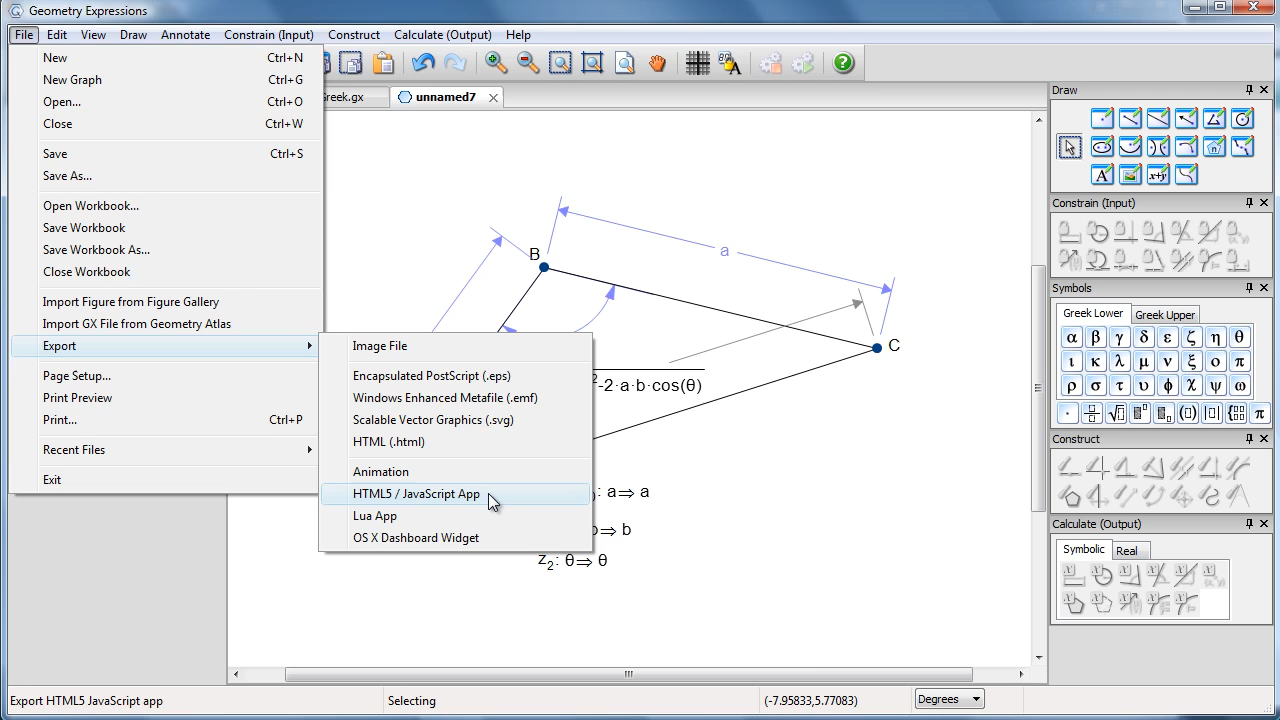 Geometry Expressions
File Edit View Draw Annotate Constrain (Input) Construct Calculate (Output) Help
New Ctrl+N
New Graph Ctrl+G
Open... Ctrl+O
Close Ctrl+W
Save Ctrl+S
Save As...
Open Workbook...
Save Workbook
Save Workbook As...
Close Workbook
Import Figure from Figure Gallery
Import GX File from Geometry Atlas
Export
Page Setup...
Print Preview
Print... Ctrl+P
Recent Files
Exit
Image File
Encapsulated PostScript (.eps)
Windows Enhanced Metafile (.emf)
Scalable Vector Graphics (.svg)
HTML (.html)
Animation
HTML5 / JavaScript App
Lua App
OS X Dashboard Widget
Greek.gx unnamed7
B
a
C
2-2·a·b·cos(θ)
: a⇒ a
b⇒ b
z2: θ⇒ θ
Draw
A x+y
Constrain (Input)
Symbols
Greek Lower Greek Upper
α β γ δ ε ζ η θ
ι κ λ μ ν ξ ο π
ρ σ τ υ ϕ χ ψ ω
π
Construct
Calculate (Output)
Symbolic Real
Export HTML5 JavaScript app Selecting (-7.95833,5.77083) Degrees